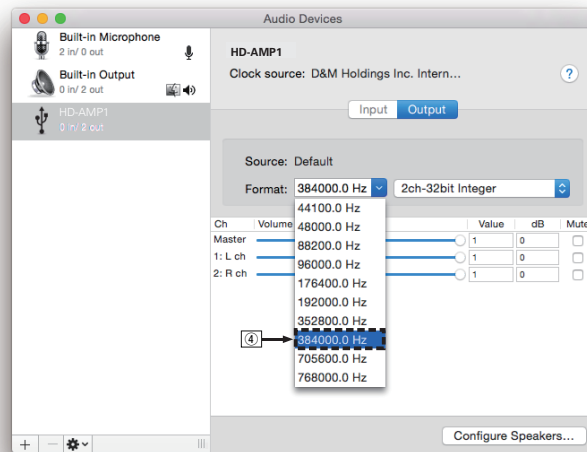 Audio Devices
Built-in Microphone
2 in/ 0 out
Built-in Output
0 in/ 2 out
HD-AMP1
0 in/ 2 out
HD-AMP1
Clock source: D&M Holdings Inc. Intern...
?
Input Output
Source: Default
Format: 384000.0 Hz 2ch-32bit Integer
44100.0 Hz
48000.0 Hz
88200.0 Hz
96000.0 Hz
176400.0 Hz
192000.0 Hz
352800.0 Hz
④ 384000.0 Hz
705600.0 Hz
768000.0 Hz
Ch Volume Value dB Mute
Master 1 0
1: L ch 1 0
2: R ch 1 0
Configure Speakers...